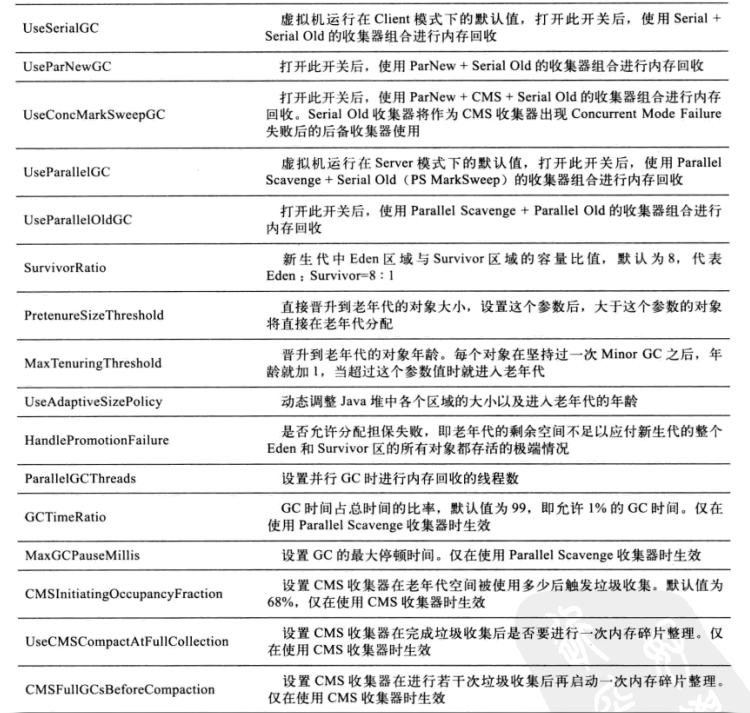 UseSerialGC
虚拟机运行在 Client 模式下的默认值，打开此开关后，使用 Serial +
Serial Old 的收集器组合进行内存回收
UseParNewGC
打开此开关后，使用 ParNew + Serial Old 的收集器组合进行内存回收
UseConcMarkSweepGC
打开此开关后，使用 ParNew + CMS + Serial Old 的收集器组合进行内存
回收。Serial Old 收集器将作为 CMS 收集器出现 Concurrent Mode Failure
失败后的后备收集器使用
UseParallelGC
虚拟机运行在 Server 模式下的默认值，打开此开关后，使用 Parallel
Scavenge + Serial Old（PS MarkSweep）的收集器组合进行内存回收
UseParallelOldGC
打开此开关后，使用 Parallel Scavenge + Parallel Old 的收集器组合进行
内存回收
SurvivorRatio
新生代中 Eden 区域与 Survivor 区域的容量比值，默认为 8，代表
Eden：Survivor=8：1
PretenureSizeThreshold
直接晋升到老年代的对象大小，设置这个参数后，大于这个参数的对象
将直接在老年代分配
MaxTenuringThreshold
晋升到老年代的对象年龄。每个对象在坚持过一次 Minor GC 之后，年
龄就加 1，当超过这个参数值时就进入老年代
UseAdaptiveSizePolicy
动态调整 Java 堆中各个区域的大小以及进入老年代的年龄
HandlePromotionFailure
是否允许分配担保失败，即老年代的剩余空间不足以应付新生代的整个
Eden 和 Survivor 区的所有对象都存活的极端情况
ParallelGCThreads
设置并行 GC 时进行内存回收的线程数
GCTimeRatio
GC 时间占总时间的比率，默认值为 99，即允许 1% 的 GC 时间。仅在
使用 Parallel Scavenge 收集器时生效
MaxGCPauseMillis
设置 GC 的最大停顿时间。仅在使用 Parallel Scavenge 收集器时生效
CMSInitiatingOccupancyFraction
设置 CMS 收集器在老年代空间被使用多少后触发垃圾收集。默认值为
68%，仅在使用 CMS 收集器时生效
UseCMSCompactAtFullCollection
设置 CMS 收集器在完成垃圾收集后是否要进行一次内存碎片整理。仅
在使用 CMS 收集器时生效
CMSFullGCsBeforeCompaction
设置 CMS 收集器在进行若干次垃圾收集后再启动一次内存碎片整理。
仅在使用 CMS 收集器时生效